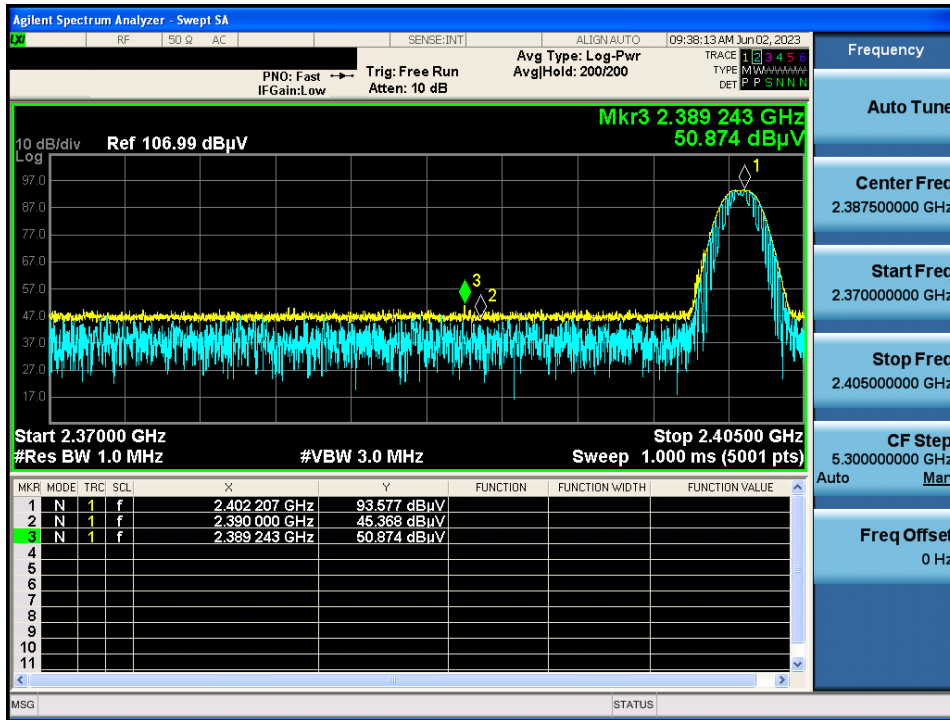 Agilent Spectrum Analyzer - Swept SA
LXI RF 50 Ω AC SENSE:INT ALIGN AUTO 09:38:13 AM Jun 02, 2023
Frequency
Avg Type: Log-Pwr TRACE 1 2 3 4 5 6
PNO: Fast Trig: Free Run Avg|Hold: 200/200 TYPE M W W W W W
IFGain:Low Atten: 10 dB DET P P S N N N
Auto Tune
Mkr3 2.389 243 GHz
10 dB/div Ref 106.99 dBµV 50.874 dBµV
Log
97.0
87.0
77.0
67.0
57.0
47.0
37.0
27.0
17.0
1
3
2
Center Freq
2.387500000 GHz
Start Freq
2.370000000 GHz
Stop Freq
2.405000000 GHz
Start 2.37000 GHz Stop 2.40500 GHz
#Res BW 1.0 MHz #VBW 3.0 MHz Sweep 1.000 ms (5001 pts)
CF Step
5.300000000 GHz
Auto Man
MKR MODE TRC SCL X Y FUNCTION FUNCTION WIDTH FUNCTION VALUE
1 N 1 f 2.402 207 GHz 93.577 dBµV
2 N 1 f 2.390 000 GHz 45.368 dBµV
3 N 1 f 2.389 243 GHz 50.874 dBµV
4
5
6
7
8
9
10
11
Freq Offset
0 Hz
MSG STATUS